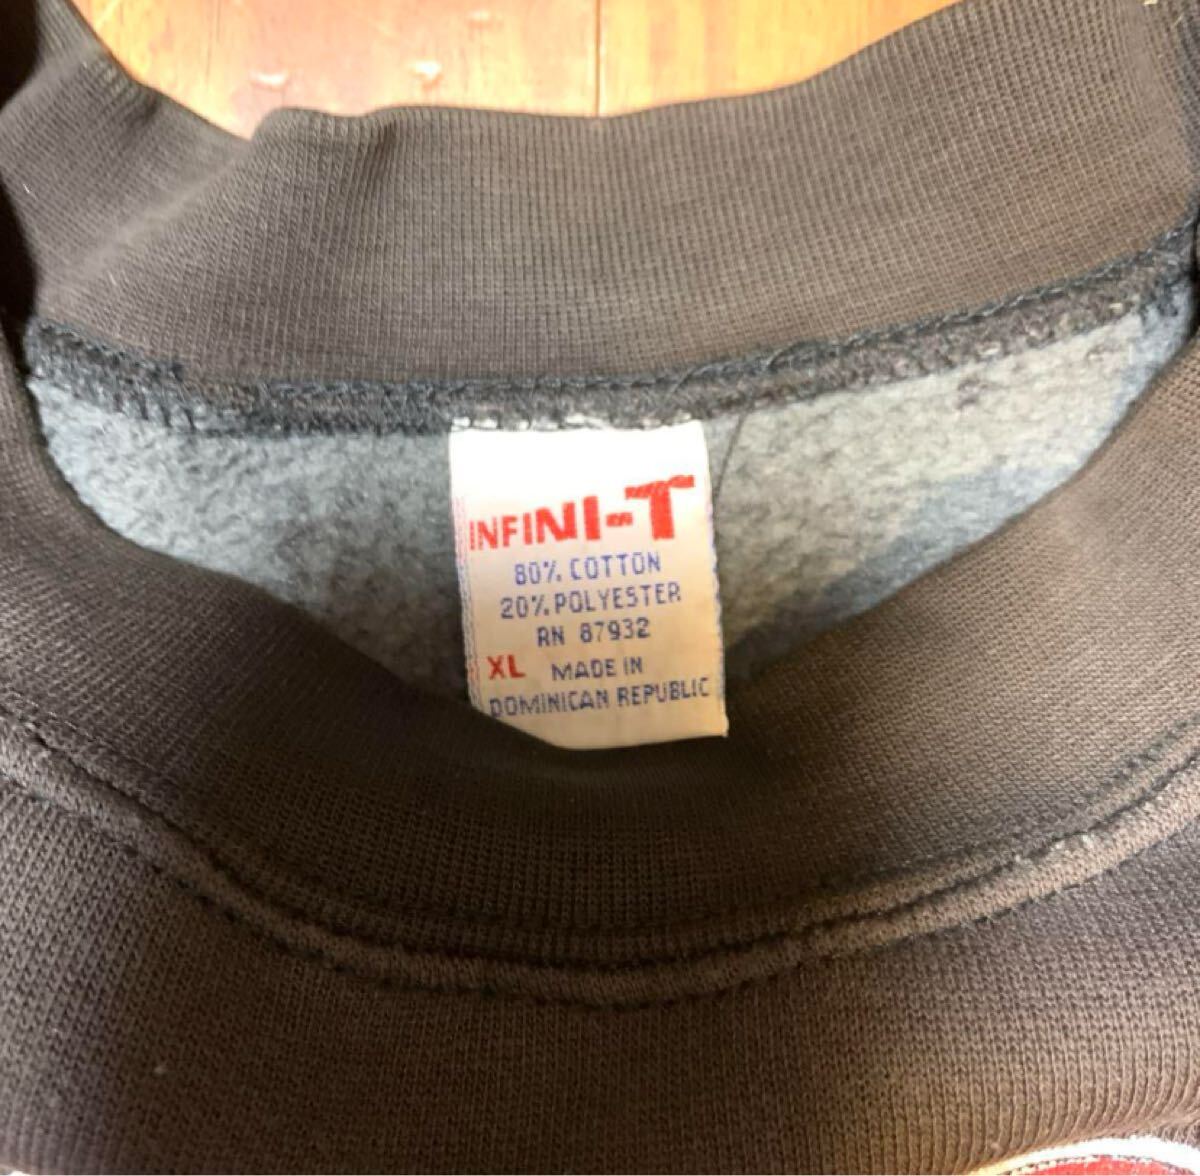 INFINI-T
80% COTTON
20% POLYESTER
RN 87932
XL MADE IN
DOMINICAN REPUBLIC